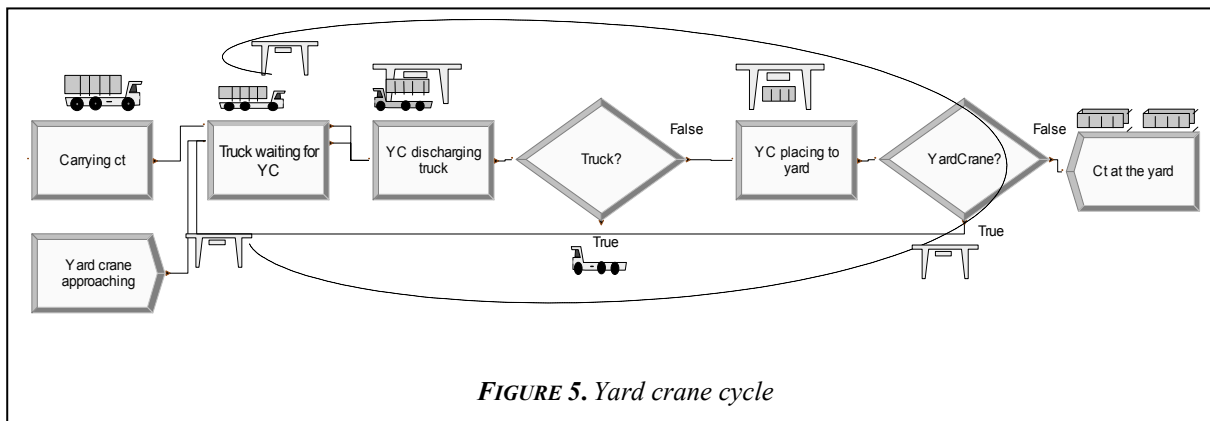 Carrying ct
Truck waiting for
YC
YC discharging
truck
Truck?
False
YC placing to
yard
YardCrane?
False
Ct at the yard
True
True
Yard crane
approaching
FIGURE 5. Yard crane cycle